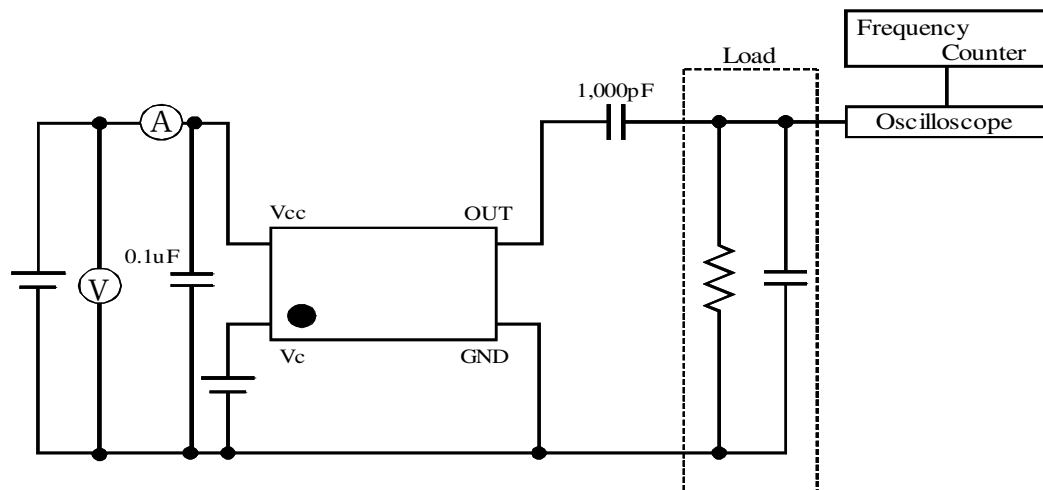 Frequency
Counter
Load
1,000pF
A
Oscilloscope
Vcc
OUT
0.1uF
V
Vc
GND